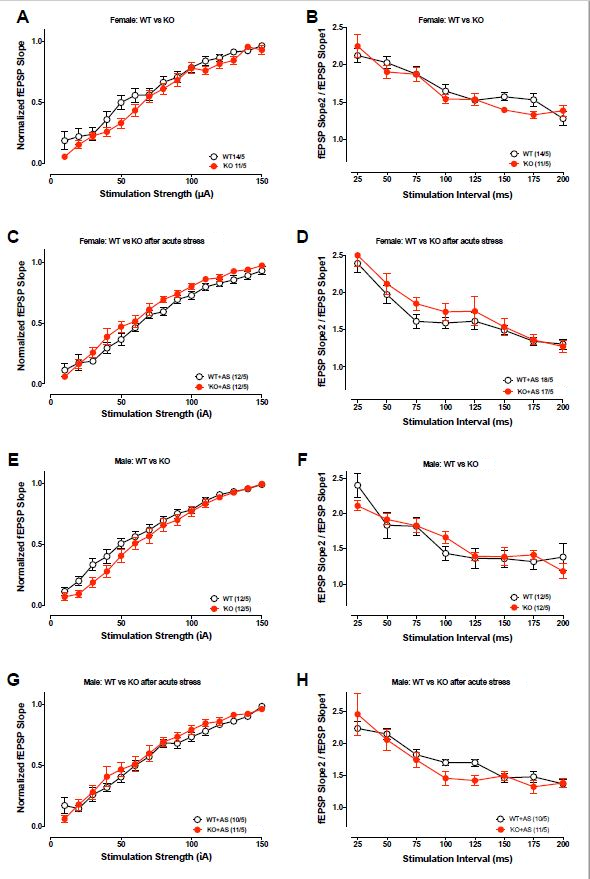 A
Female: WT vs KO
Normalized fEPSP Slope
1.0
0.5
0.0
WT14/5
'KO 11/5
0 50 100 150
Stimulation Strength (µA)
B
Female: WT vs KO
fEPSP Slope2 / fEPSP Slope1
2.5
2.0
1.5
1.0
WT (14/5)
'KO (11/5)
25 50 75 100 125 150 175 200
Stimulation Interval (ms)
C
Female: WT vs KO after acute stress
Normalized fEPSP Slope
1.0
0.5
0.0
WT+AS (12/5)
'KO+AS (12/5)
0 50 100 150
Stimulation Strength (iA)
D
Female: WT vs KO after acute stress
fEPSP Slope2 / fEPSP Slope1
2.5
2.0
1.5
1.0
WT+AS 18/5
'KO+AS 17/5
25 50 75 100 125 150 175 200
Stimulation Interval (ms)
E
Male: WT vs KO
Normalized fEPSP Slope
1.0
0.5
0.0
WT (12/5)
'KO (12/5)
0 50 100 150
Stimulation Strength (iA)
F
Male: WT vs KO
fEPSP Slope2 / fEPSP Slope1
2.5
2.0
1.5
1.0
WT (12/5)
'KO (12/5)
25 50 75 100 125 150 175 200
Stimulation Interval (ms)
G
Male: WT vs KO after acute stress
Normalized fEPSP Slope
1.0
0.5
0.0
WT+AS (10/5)
KO+AS (11/5)
0 50 100 150
Stimulation Strength (iA)
H
Male: WT vs KO after acute stress
fEPSP Slope2 / fEPSP Slope1
2.5
2.0
1.5
1.0
WT+AS (10/5)
KO+AS (11/5)
25 50 75 100 125 150 175 200
Stimulation Interval (ms)